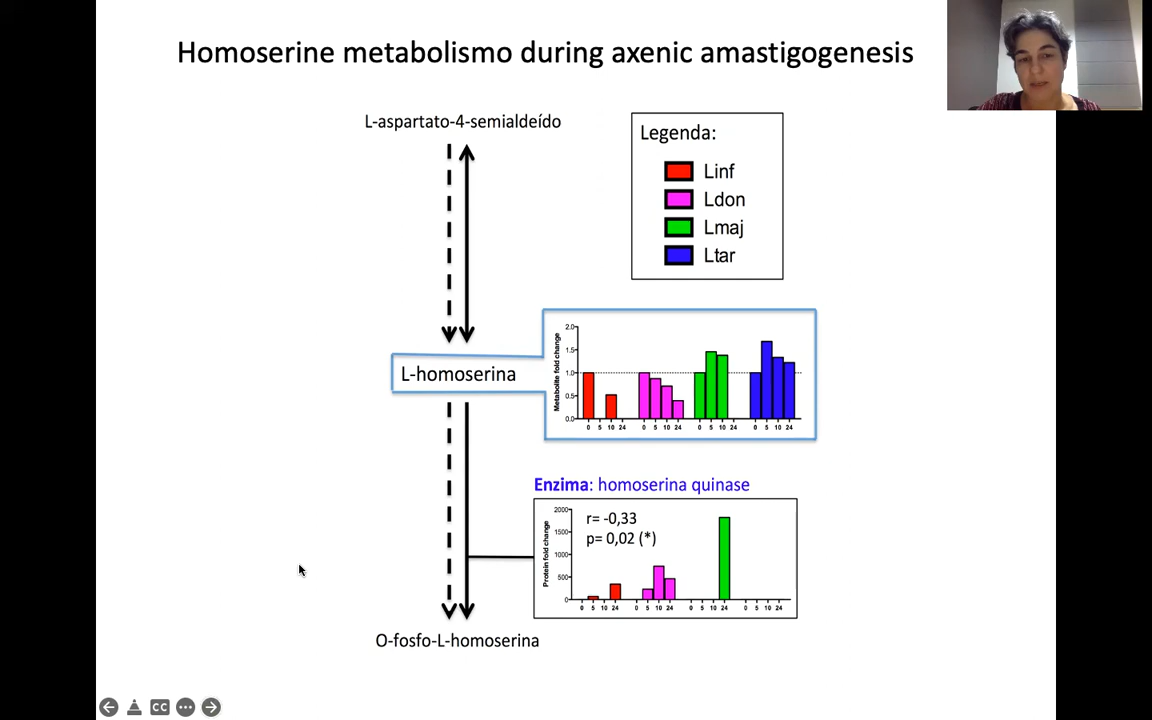 Homoserine metabolismo during axenic amastigogenesis
L-aspartato-4-semialdeído
Legenda:
Linf
Ldon
Lmaj
Ltar
L-homoserina
Metabolite fold change
2.0
1.5
1.0
0.5
0.0
0 5 10 24 0 5 10 24 0 5 10 24 0 5 10 24
Enzima: homoserina quinase
r= -0,33
p= 0,02 (*)
Protein fold change
2000
1500
1000
500
0
0 5 10 24 0 5 10 24 0 5 10 24 0 5 10 24
O-fosfo-L-homoserina
CC